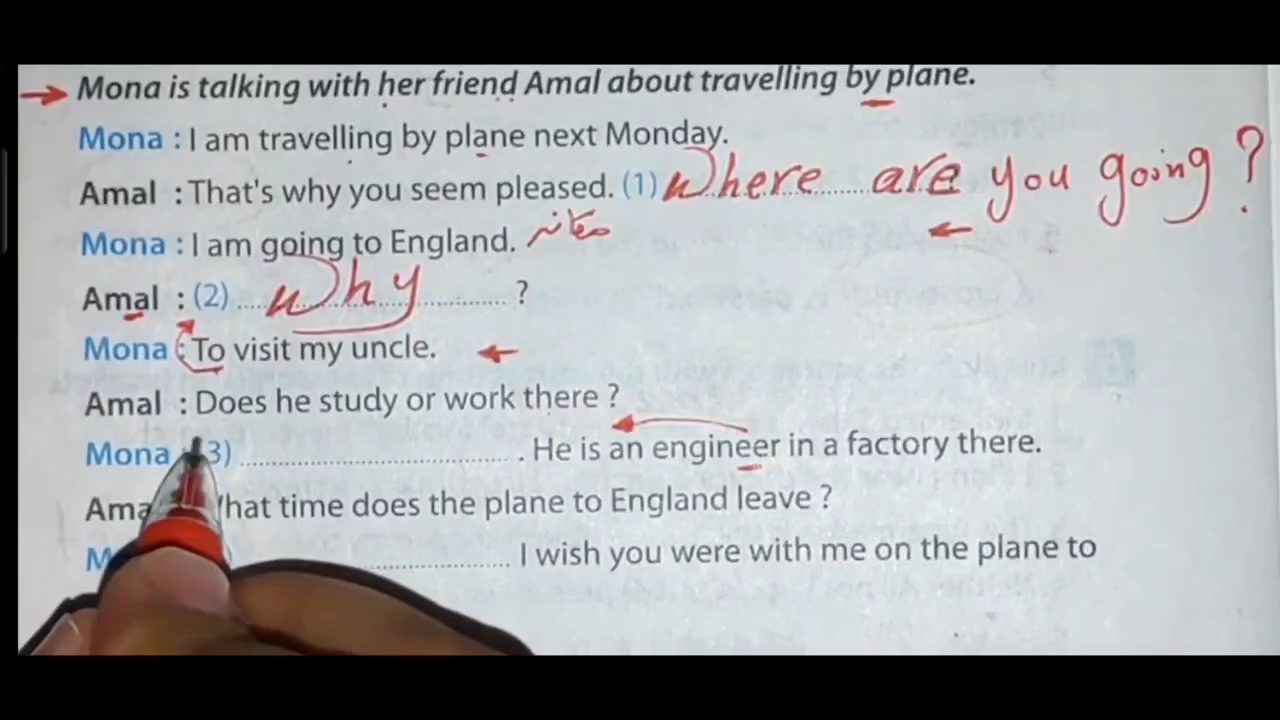 Mona is talking with her friend Amal about travelling by plane.
Mona : I am travelling by plane next Monday.
Amal : That's why you seem pleased. (1) Where are you going ?
Mona : I am going to England. مكان
Amal : (2) Why ?
Mona : To visit my uncle.
Amal : Does he study or work there ?
Mona 3) . He is an engineer in a factory there.
Ama hat time does the plane to England leave ?
M I wish you were with me on the plane to